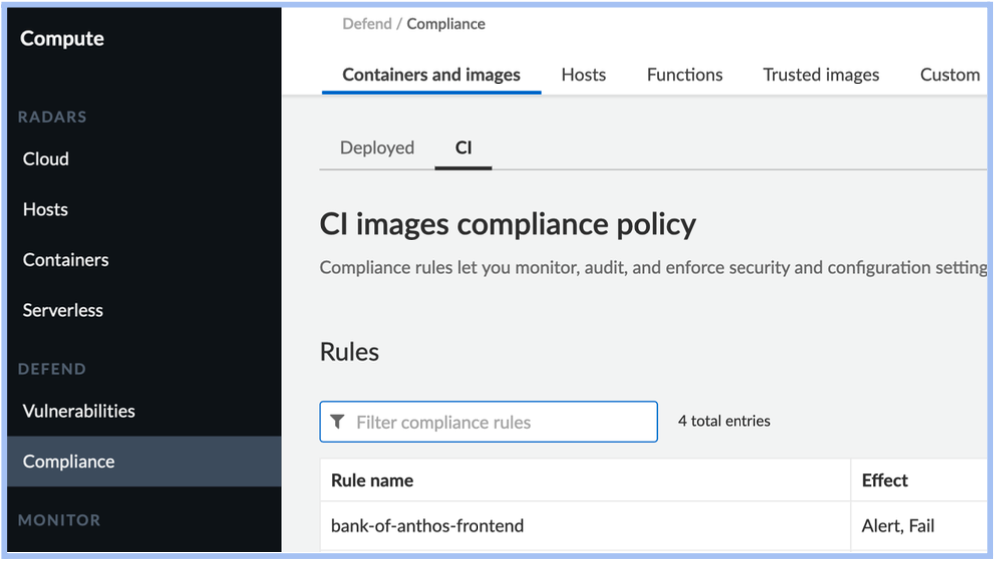 Compute
RADARS
Cloud
Hosts
Containers
Serverless
DEFEND
Vulnerabilities
Compliance
MONITOR
Defend / Compliance
Containers and images Hosts Functions Trusted images Custom
Deployed CI
CI images compliance policy
Compliance rules let you monitor, audit, and enforce security and configuration setting
Rules
Filter compliance rules 4 total entries
Rule name Effect
bank-of-anthos-frontend Alert, Fail